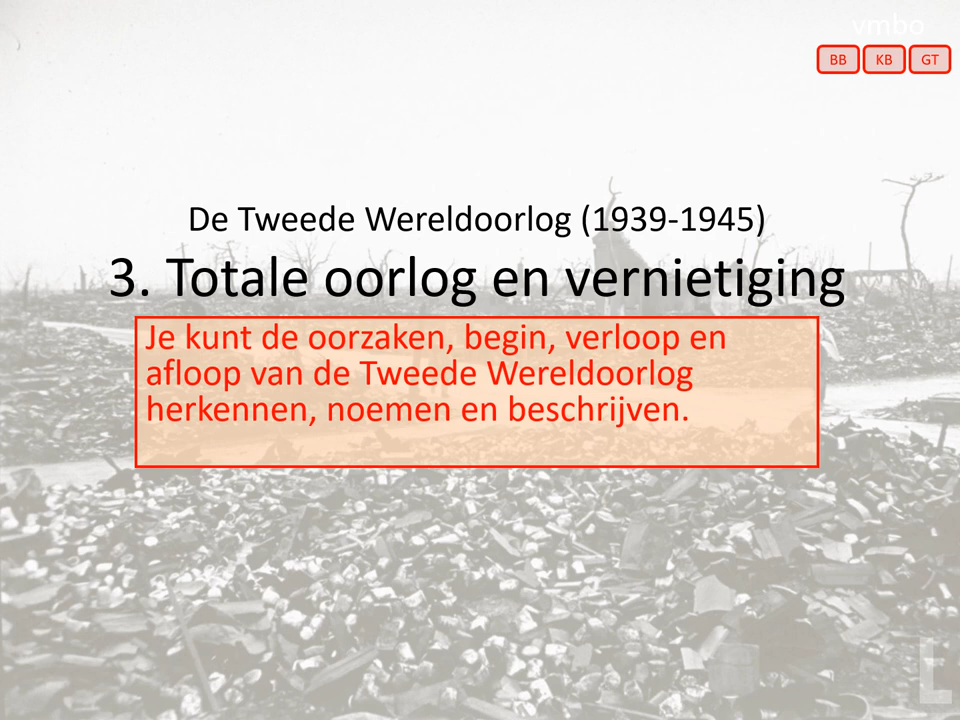 vmbo
BB KB GT
De Tweede Wereldoorlog (1939-1945)
3. Totale oorlog en vernietiging
Je kunt de oorzaken, begin, verloop en
afloop van de Tweede Wereldoorlog
herkennen, noemen en beschrijven.